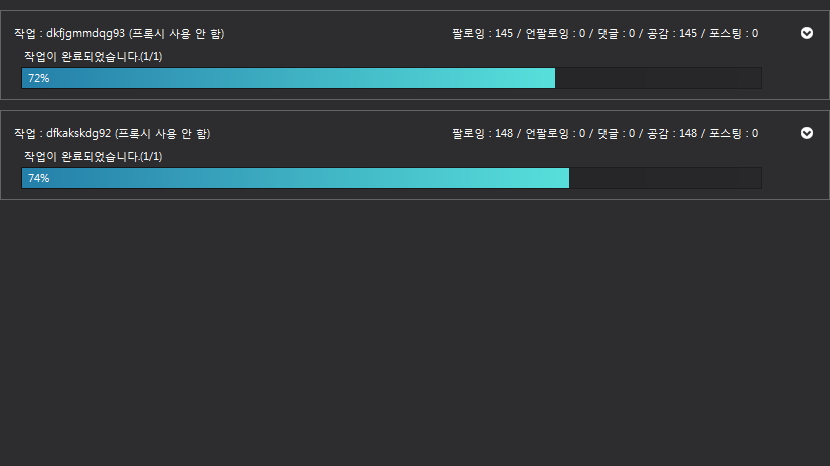 작업 : dkfjgmmdqg93 (프록시 사용 안 함) 팔로잉 : 145 / 언팔로잉 : 0 / 댓글 : 0 / 공감 : 145 / 포스팅 : 0
작업이 완료되었습니다.(1/1)
72%
작업 : dfkakskdg92 (프록시 사용 안 함) 팔로잉 : 148 / 언팔로잉 : 0 / 댓글 : 0 / 공감 : 148 / 포스팅 : 0
작업이 완료되었습니다.(1/1)
74%